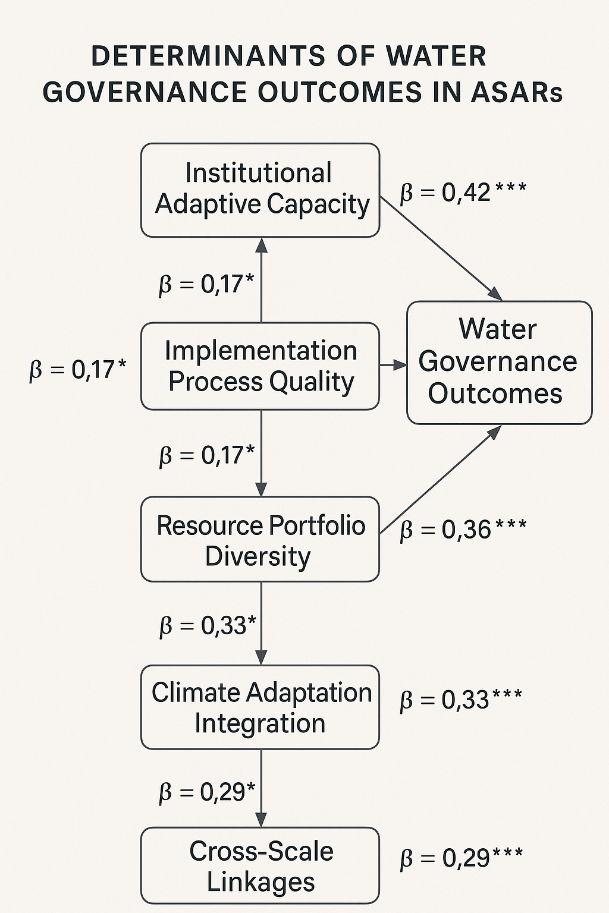 DETERMINANTS OF WATER
GOVERNANCE OUTCOMES IN ASARs
Institutional
Adaptive Capacity
β = 0,42***
β = 0,17*
Implementation
Process Quality
β = 0,17*
Water
Governance
Outcomes
β = 0,17*
Resource Portfolio
Diversity
β = 0,36***
β = 0,33*
Climate Adaptation
Integration
β = 0,33***
β = 0,29*
Cross-Scale
Linkages
β = 0,29***